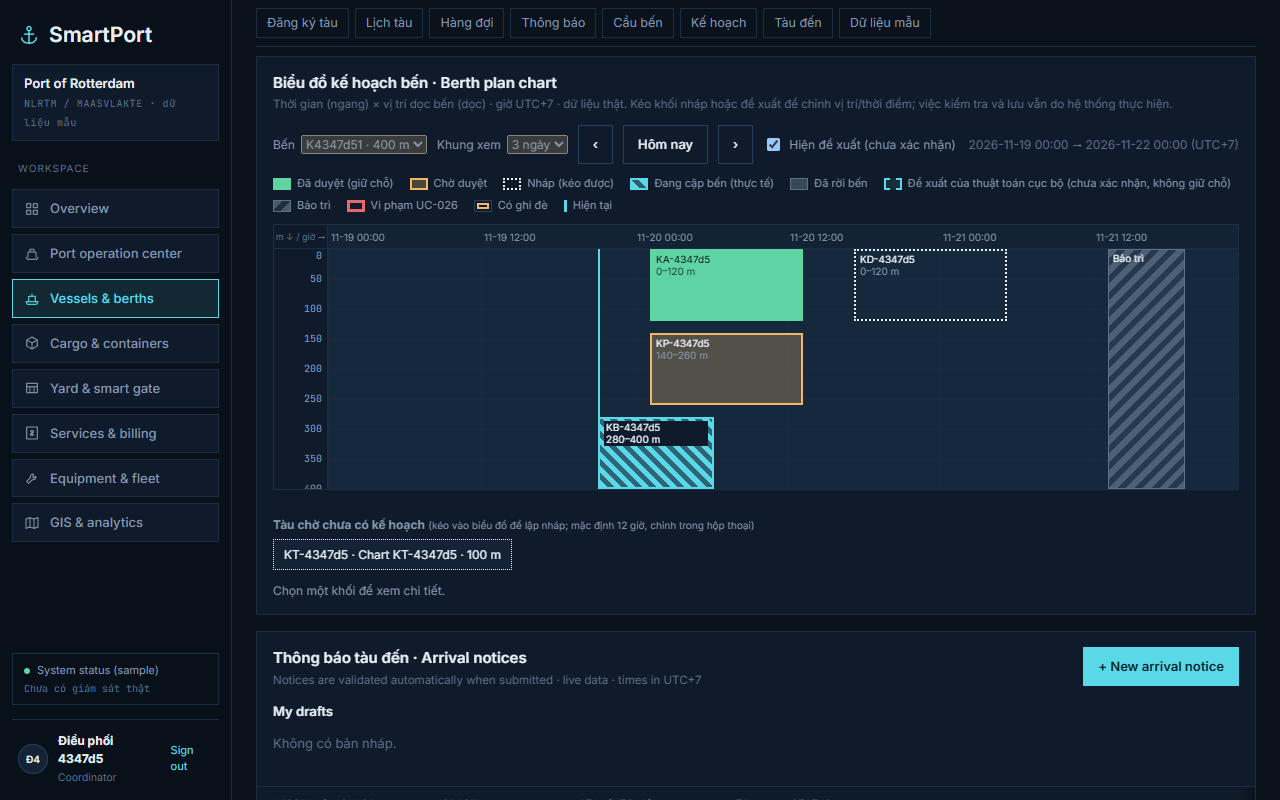 SmartPort
Port of Rotterdam
NLRTM / MAASVLAKTE · dữ
liệu mẫu
WORKSPACE
Overview
Port operation center
Vessels & berths
Cargo & containers
Yard & smart gate
Services & billing
Equipment & fleet
GIS & analytics
System status (sample)
Chưa có giám sát thật
Đ4
Điều phối
4347d5
Coordinator
Sign
out
Đăng ký tàu
Lịch tàu
Hàng đợi
Thông báo
Cầu bến
Kế hoạch
Tàu đến
Dữ liệu mẫu
Biểu đồ kế hoạch bến · Berth plan chart
Thời gian (ngang) × vị trí dọc bến (dọc) · giờ UTC+7 · dữ liệu thật. Kéo khối nháp hoặc đề xuất để chỉnh vị trí/thời điểm; việc kiểm tra và lưu vẫn do hệ thống thực hiện.
Bến K4347d51 · 400 m Khung xem 3 ngày ‹ Hôm nay › Hiện đề xuất (chưa xác nhận) 2026-11-19 00:00 → 2026-11-22 00:00 (UTC+7)
Đã duyệt (giữ chỗ) Chờ duyệt Nháp (kéo được) Đang cập bến (thực tế) Đã rời bến Đề xuất của thuật toán cục bộ (chưa xác nhận, không giữ chỗ)
Bảo trì Vi phạm UC-026 Có ghi đè Hiện tại
m ↓ / giờ → 11-19 00:00 11-19 12:00 11-20 00:00 11-20 12:00 11-21 00:00 11-21 12:00
0
50
100
150
200
250
300
350
400
KA-4347d5
0–120 m
KD-4347d5
0–120 m
Bảo trì
KP-4347d5
140–260 m
KB-4347d5
280–400 m
Tàu chờ chưa có kế hoạch (kéo vào biểu đồ để lập nháp; mặc định 12 giờ, chỉnh trong hộp thoại)
KT-4347d5 · Chart KT-4347d5 · 100 m
Chọn một khối để xem chi tiết.
Thông báo tàu đến · Arrival notices
Notices are validated automatically when submitted · live data · times in UTC+7
+ New arrival notice
My drafts
Không có bản nháp.